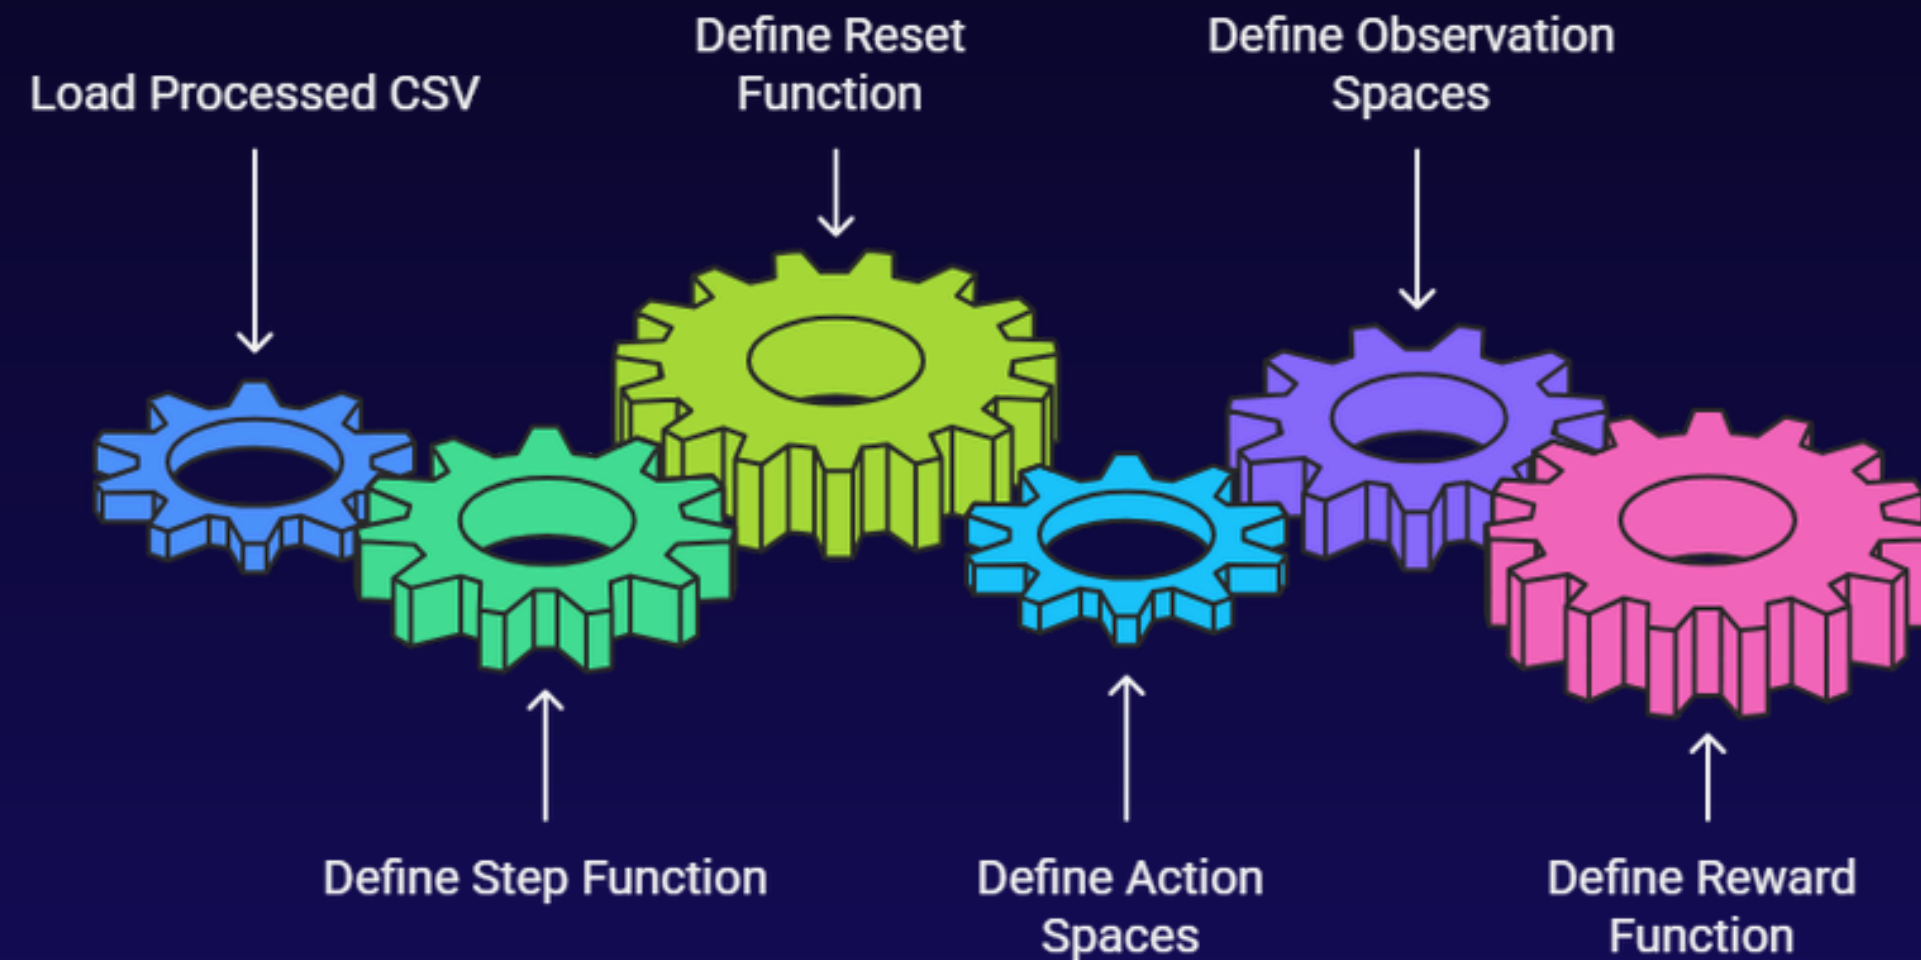 Load Processed CSV
Define Reset
Function
Define Observation
Spaces
Define Step Function
Define Action
Spaces
Define Reward
Function